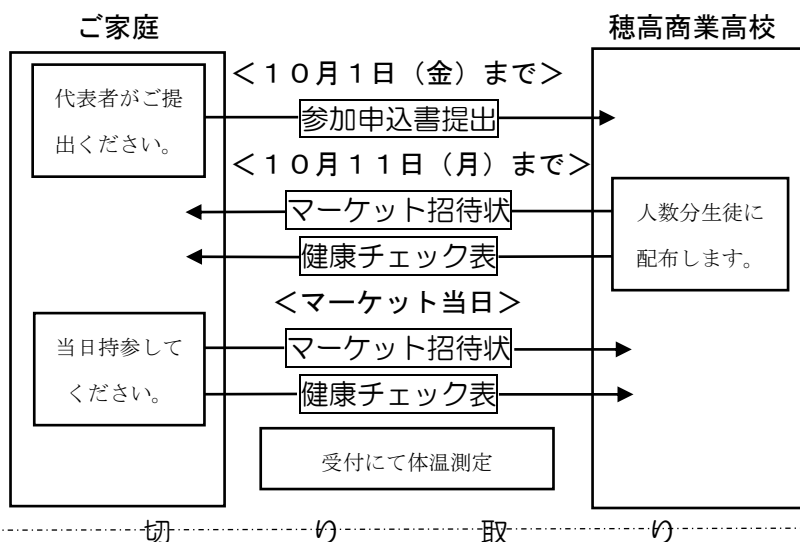 ご家庭
穂高商業高校
＜１０月１日（金）まで＞
代表者がご提
出ください。
参加申込書提出
＜１０月１１日（月）まで＞
マーケット招待状
人数分生徒に
配布します。
健康チェック表
＜マーケット当日＞
当日持参して
ください。
マーケット招待状
健康チェック表
受付にて体温測定
切り取り